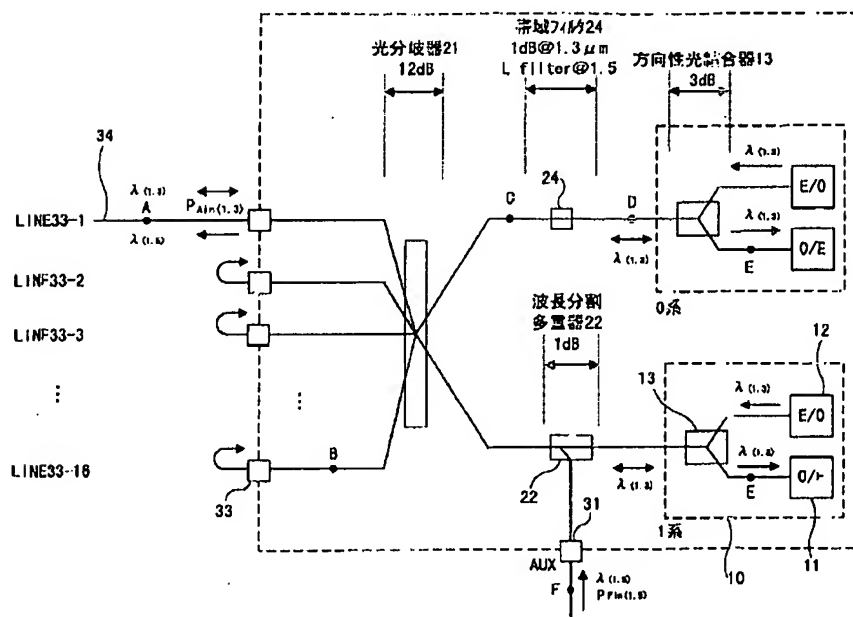 光分岐器21
12dB
帯域フィルタ24
1dB@1.3μm
L filter@1.5
方向性光結合器13
3dB
34
λ(1,3)
A
PAin(1,3)
λ(1,5)
LINE33-1
C
24
D
λ(1,3)
λ(1,3)
E/O
λ(1,3)
E
O/E
0系
LINF33-2
LINF33-3
波長分割
多重器22
1dB
12
13
λ(1,3)
E/O
⋮
⋮
LINE33-16
33
B
22
λ(1,3)
λ(1,3)
E
31
1系
10
11
AUX
F
λ(1,5)